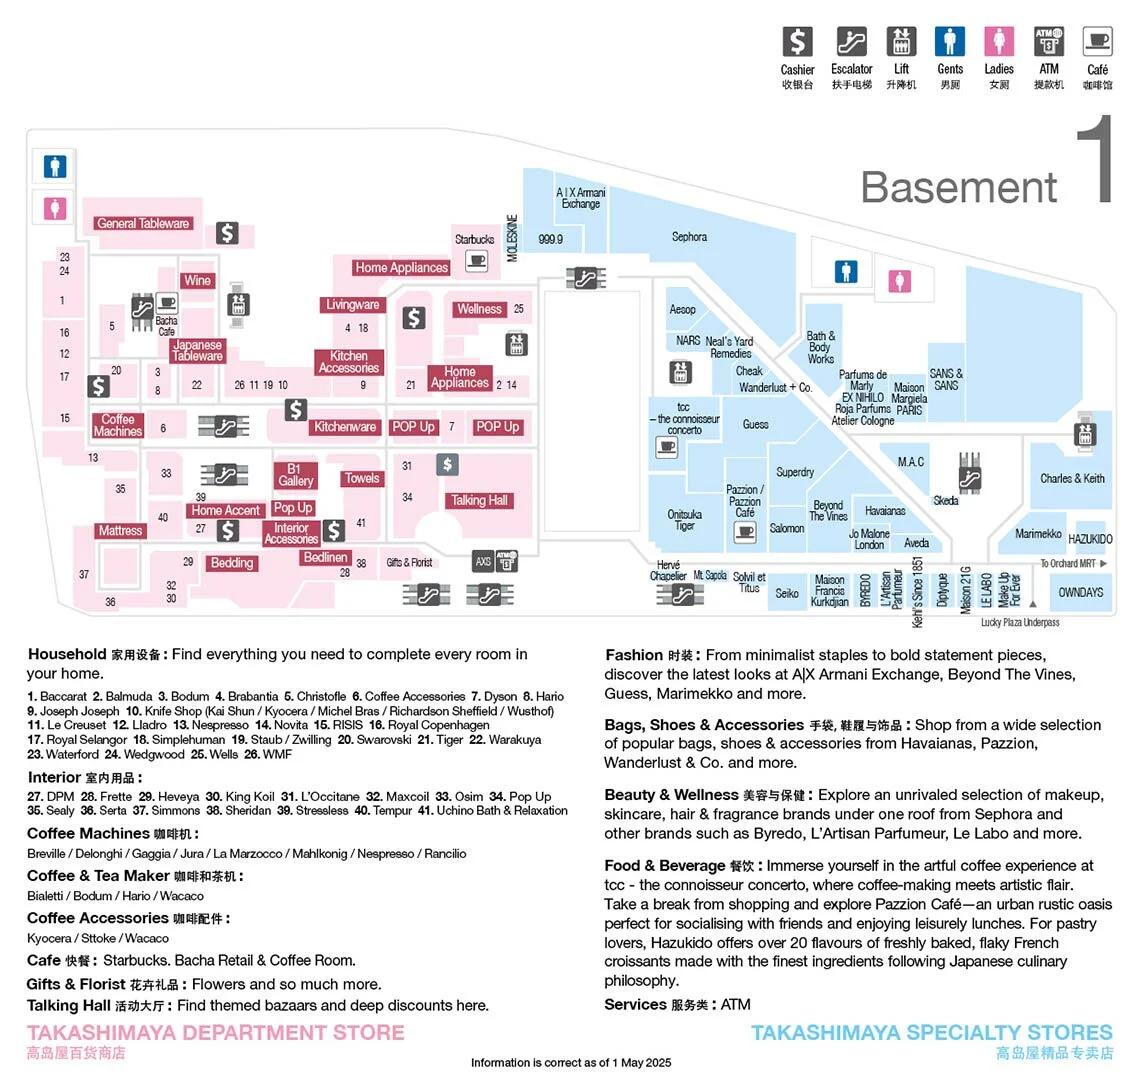 Cashier
收银台
Escalator
扶手电梯
Lift
升降机
Gents
男厕
Ladies
女厕
ATM
提款机
Café
咖啡馆
Basement 1
General Tableware
Starbucks
MOLESKINE
A | X Armani
Exchange
999.9
Sephora
23
24
1
16
12
17
15
13
Wine
Bacha
Cafe
5
Japanese
Tableware
20
3
8
22
26 11 19 10
Home Appliances
Livingware
4 18
Kitchen
Accessories
9
21
Wellness 25
Home
Appliances
2 14
Coffee
Machines
6
Kitchenware
POP Up
7
POP Up
33
35
39
40
Home Accent
27
B1
Gallery
Pop Up
Interior
Accessories
Towels
41
31
34
Talking Hall
Mattress
37
36
29
32
30
Bedding
Bedlinen
28
38
Gifts & Florist
AXS
ATM
Aesop
NARS
Neal's Yard
Remedies
Cheak
Wanderlust + Co.
Bath &
Body
Works
Parfums de
Marly
EX NIHILO
Roja Parfums
Atelier Cologne
Maison
Margiela
PARIS
SANS &
SANS
tcc
– the connoisseur
concerto
Guess
Superdry
Pazzion /
Pazzion
Café
Onitsuka
Tiger
Salomon
Beyond
The Vines
Havaianas
Jo Malone
London
Aveda
M.A.C
Skeda
Charles & Keith
Marimekko
HAZUKIDO
To Orchard MRT
Hervé
Chapelier
Mt. Sapola
Solvil et
Titus
Seiko
Maison
Francis
Kurkdjian
BYREDO
L'Artisan
Parfumeur
Kiehl's Since 1851
Diptyque
Maison 21G
LE LABO
Make Up
For Ever
OWNDAYS
Lucky Plaza Underpass
Household 家用设备 : Find everything you need to complete every room in
your home.
1. Baccarat 2. Balmuda 3. Bodum 4. Brabantia 5. Christofle 6. Coffee Accessories 7. Dyson 8. Hario
9. Joseph Joseph 10. Knife Shop (Kai Shun / Kyocera / Michel Bras / Richardson Sheffield / Wusthof)
11. Le Creuset 12. Lladro 13. Nespresso 14. Novita 15. RISIS 16. Royal Copenhagen
17. Royal Selangor 18. Simplehuman 19. Staub / Zwilling 20. Swarovski 21. Tiger 22. Warakuya
23. Waterford 24. Wedgwood 25. Wells 26. WMF
Interior 室内用品 :
27. DPM 28. Frette 29. Heveya 30. King Koil 31. L'Occitane 32. Maxcoil 33. Osim 34. Pop Up
35. Sealy 36. Serta 37. Simmons 38. Sheridan 39. Stressless 40. Tempur 41. Uchino Bath & Relaxation
Coffee Machines 咖啡机 :
Breville / Delonghi / Gaggia / Jura / La Marzocco / Mahlkonig / Nespresso / Rancilio
Coffee & Tea Maker 咖啡和茶机 :
Bialetti / Bodum / Hario / Wacaco
Coffee Accessories 咖啡配件 :
Kyocera / Sttoke / Wacaco
Cafe 快餐 : Starbucks. Bacha Retail & Coffee Room.
Gifts & Florist 花卉礼品 : Flowers and so much more.
Talking Hall 活动大厅 : Find themed bazaars and deep discounts here.
TAKASHIMAYA DEPARTMENT STORE
高岛屋百货商店
Fashion 时装 : From minimalist staples to bold statement pieces,
discover the latest looks at A|X Armani Exchange, Beyond The Vines,
Guess, Marimekko and more.
Bags, Shoes & Accessories 手袋, 鞋履与饰品 : Shop from a wide selection
of popular bags, shoes & accessories from Havaianas, Pazzion,
Wanderlust & Co. and more.
Beauty & Wellness 美容与保健 : Explore an unrivaled selection of makeup,
skincare, hair & fragrance brands under one roof from Sephora and
other brands such as Byredo, L'Artisan Parfumeur, Le Labo and more.
Food & Beverage 餐饮 : Immerse yourself in the artful coffee experience at
tcc - the connoisseur concerto, where coffee-making meets artistic flair.
Take a break from shopping and explore Pazzion Café—an urban rustic oasis
perfect for socialising with friends and enjoying leisurely lunches. For pastry
lovers, Hazukido offers over 20 flavours of freshly baked, flaky French
croissants made with the finest ingredients following Japanese culinary
philosophy.
Services 服务类 : ATM
TAKASHIMAYA SPECIALTY STORES
高岛屋精品专卖店
Information is correct as of 1 May 2025